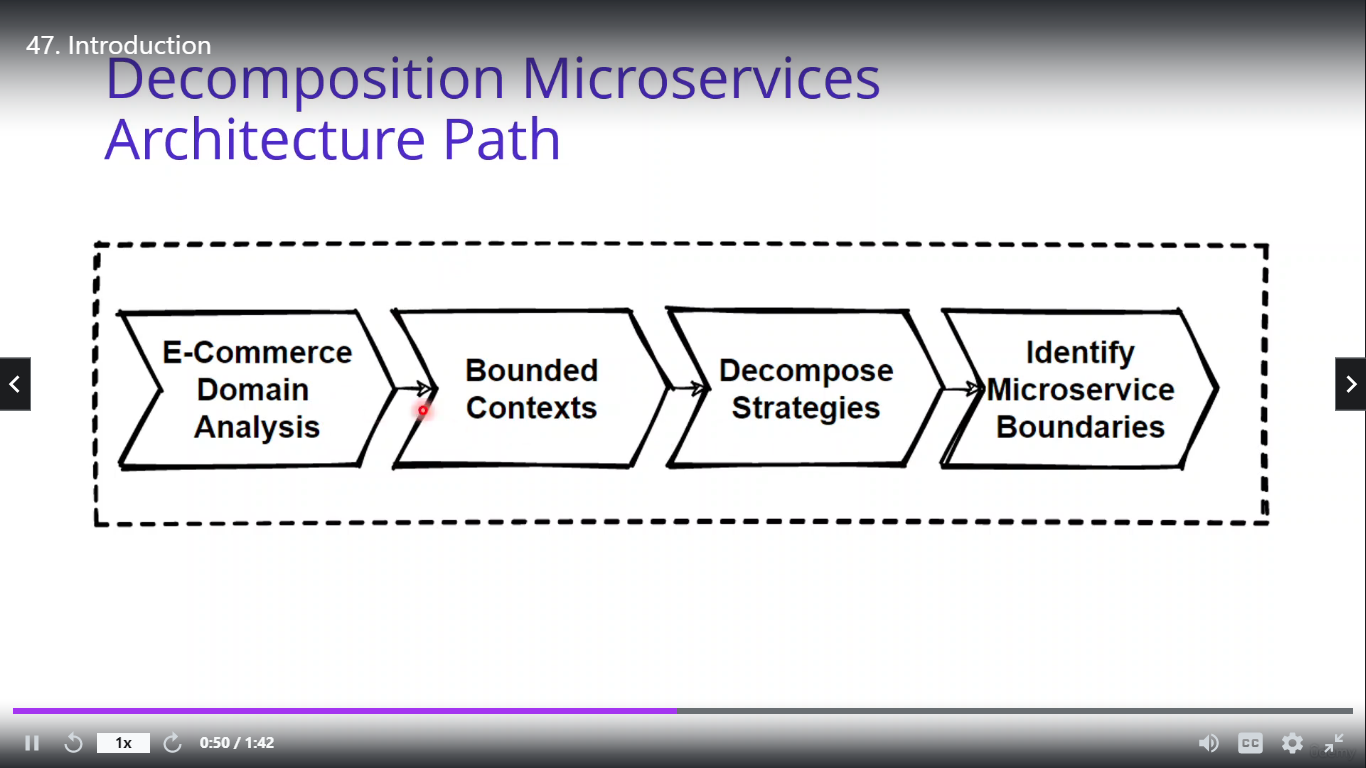 47. Introduction
Decomposition Microservices
Architecture Path
E-Commerce
Domain
Analysis
Bounded
Contexts
Decompose
Strategies
Identify
Microservice
Boundaries
1x
0:50 / 1:42
CC